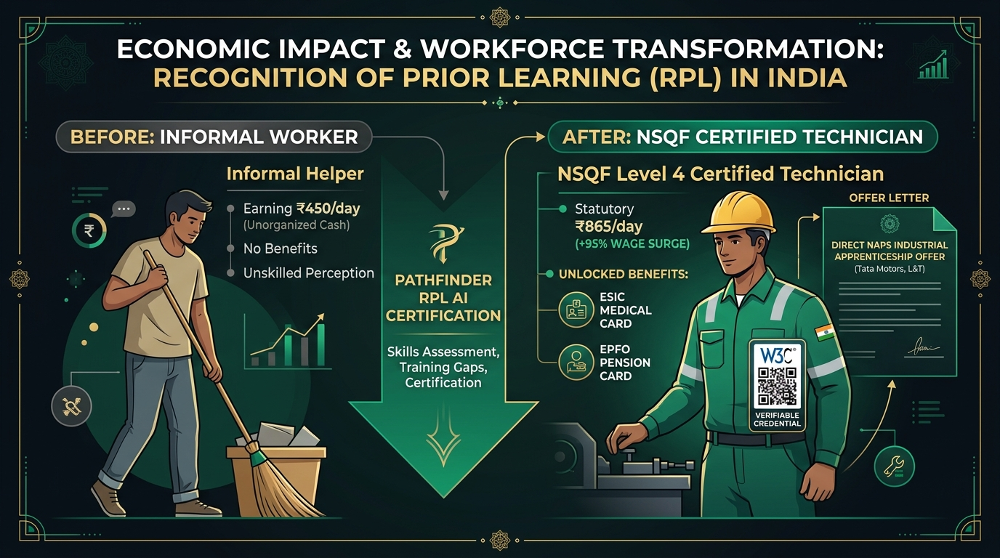 ECONOMIC IMPACT & WORKFORCE TRANSFORMATION:
RECOGNITION OF PRIOR LEARNING (RPL) IN INDIA
BEFORE: INFORMAL WORKER
Informal Helper
Earning ₹450/day
(Unorganized Cash)
No Benefits
Unskilled Perception
₹
PATHFINDER
RPL AI
CERTIFICATION
Skills Assessment,
Training Gaps,
Certification
AFTER: NSQF CERTIFIED TECHNICIAN
NSQF Level 4 Certified Technician
Statutory
₹865/day
(+95% WAGE SURGE)
UNLOCKED BENEFITS:
ESIC
MEDICAL
CARD
EPFO
PENSION
CARD
W3C®
VERIFIABLE
CREDENTIAL
OFFER LETTER
DIRECT NAPS INDUSTRIAL
APPRENTICESHIP OFFER
(Tata Motors, L&T)